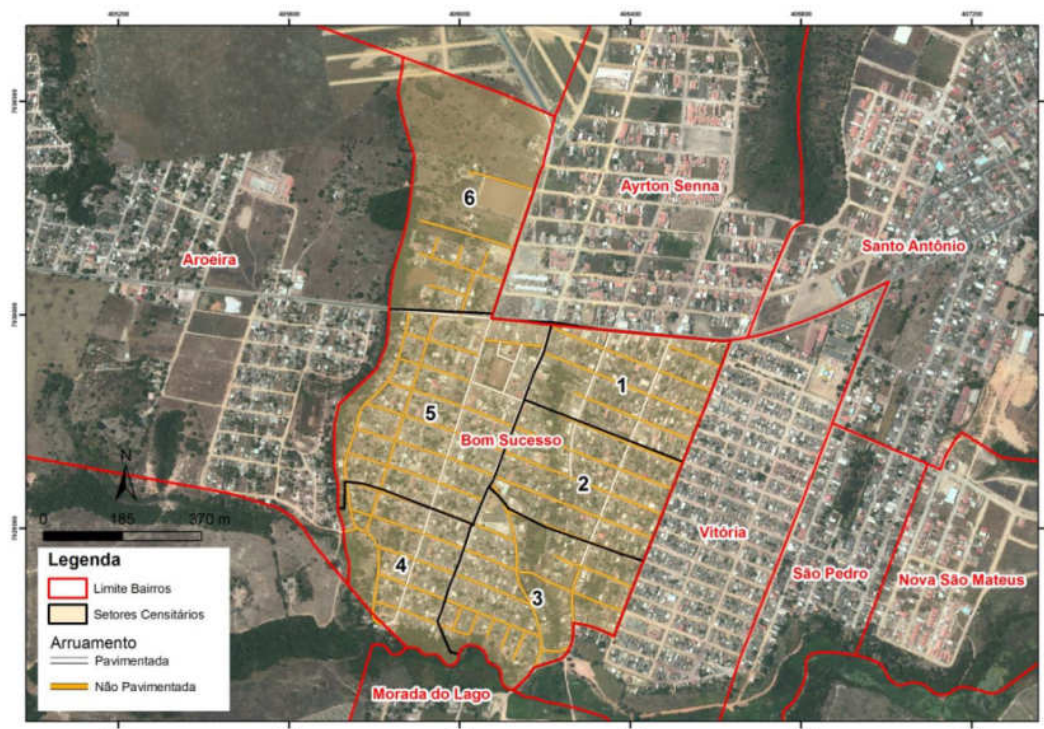 Ayrton Senna
6
Santo Antônio
Aroeira
1
5
Bom Sucesso
2
N
0 185 370 m
Vitória
Legenda
4
São Pedro
Nova São Mateus
Limite Bairros
3
Setores Censitários
Arruamento
Pavimentada
Não Pavimentada
Morada do Lago